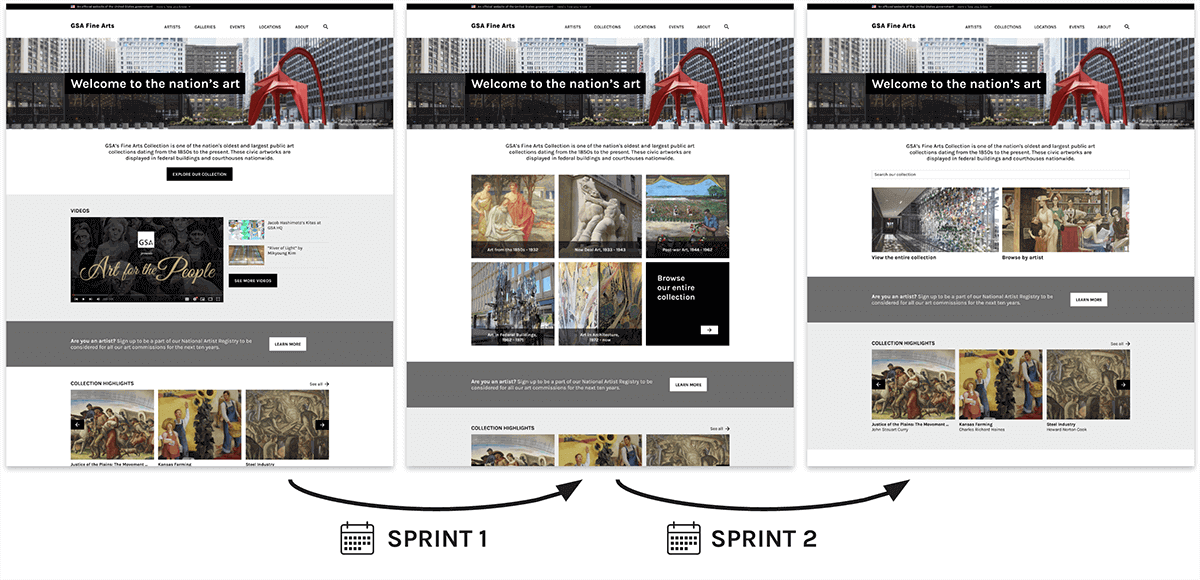 An official website of the United States government Here's how you know
GSA Fine Arts
ARTISTS GALLERIES EVENTS LOCATIONS ABOUT
Welcome to the nation's art
GSA's Fine Arts Collection is one of the nation's oldest and largest public art
collections dating from the 1850s to the present. These civic artworks are
displayed in federal buildings and courthouses nationwide.
EXPLORE OUR COLLECTION
VIDEOS
GSA
presents
Art for the People
Jacob Hashimoto's Kites at
GSA HQ
"River of Light" by
Mikyoung Kim
SEE MORE VIDEOS
Are you an artist? Sign up to be a part of our National Artist Registry to be
considered for all our art commissions for the next ten years.
LEARN MORE
COLLECTION HIGHLIGHTS
See all
Justice of the Plains: The Movement ...
Kansas Farming
Steel Industry
An official website of the United States government Here's how you know
GSA Fine Arts
ARTISTS COLLECTIONS LOCATIONS EVENTS ABOUT
Welcome to the nation's art
GSA's Fine Arts Collection is one of the nation's oldest and largest public art
collections dating from the 1850s to the present. These civic artworks are
displayed in federal buildings and courthouses nationwide.
Art from the 1850s - 1932
New Deal Art, 1933 - 1943
Post-war Art, 1944 - 1962
Art in Federal Buildings,
1962 - 1971
Art in Architecture,
1972 - now
Browse
our entire
collection
Are you an artist? Sign up to be a part of our National Artist Registry to be
considered for all our art commissions for the next ten years.
LEARN MORE
COLLECTION HIGHLIGHTS
See all
An official website of the United States government Here's how you know
GSA Fine Arts
ARTISTS COLLECTIONS LOCATIONS EVENTS ABOUT
Welcome to the nation's art
GSA's Fine Arts Collection is one of the nation's oldest and largest public art
collections dating from the 1850s to the present. These civic artworks are
displayed in federal buildings and courthouses nationwide.
Search our collection
View the entire collection
Browse by artist
Are you an artist? Sign up to be a part of our National Artist Registry to be
considered for all our art commissions for the next ten years.
LEARN MORE
COLLECTION HIGHLIGHTS
See all
Justice of the Plains: The Movement ...
John Steuart Curry
Kansas Farming
Charles Richard Haines
Steel Industry
Howard Norton Cook
SPRINT 1
SPRINT 2